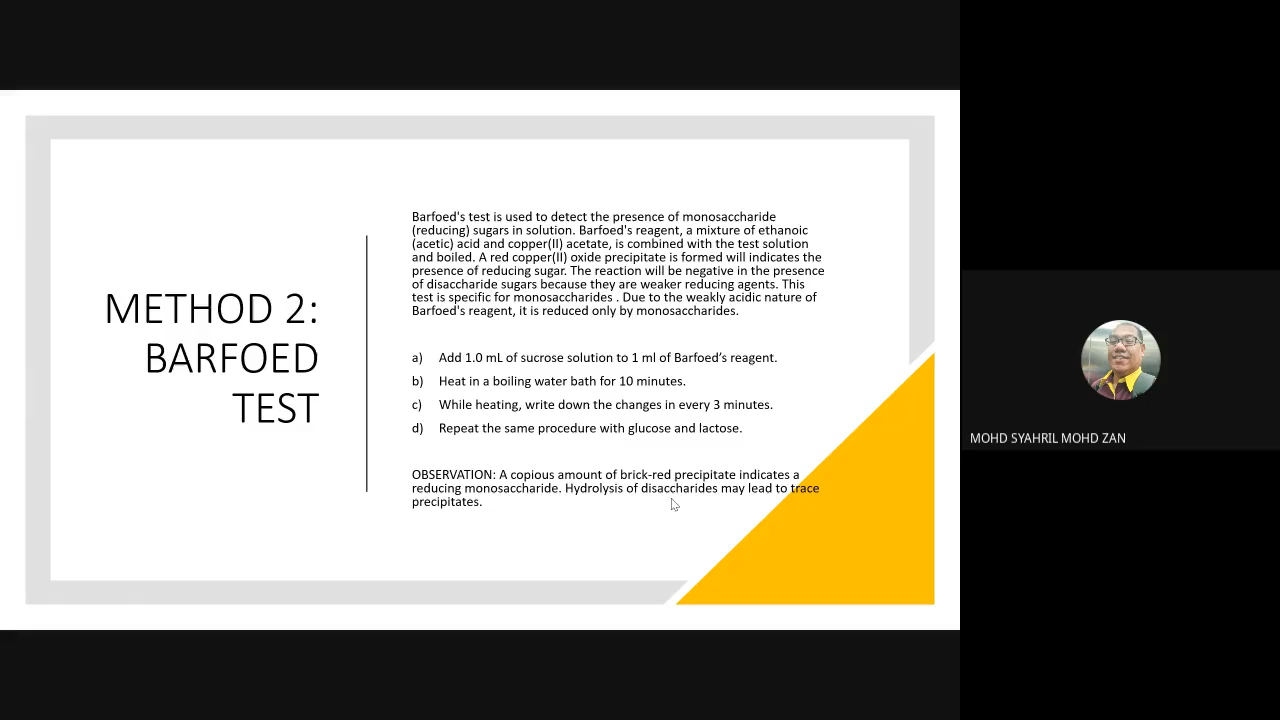 METHOD 2:
BARFOED
TEST
Barfoed's test is used to detect the presence of monosaccharide
(reducing) sugars in solution. Barfoed's reagent, a mixture of ethanoic
(acetic) acid and copper(II) acetate, is combined with the test solution
and boiled. A red copper(II) oxide precipitate is formed will indicates the
presence of reducing sugar. The reaction will be negative in the presence
of disaccharide sugars because they are weaker reducing agents. This
test is specific for monosaccharides . Due to the weakly acidic nature of
Barfoed's reagent, it is reduced only by monosaccharides.
a) Add 1.0 mL of sucrose solution to 1 ml of Barfoed’s reagent.
b) Heat in a boiling water bath for 10 minutes.
c) While heating, write down the changes in every 3 minutes.
d) Repeat the same procedure with glucose and lactose.
OBSERVATION: A copious amount of brick-red precipitate indicates a
reducing monosaccharide. Hydrolysis of disaccharides may lead to trace
precipitates.
MOHD SYAHRIL MOHD ZAN